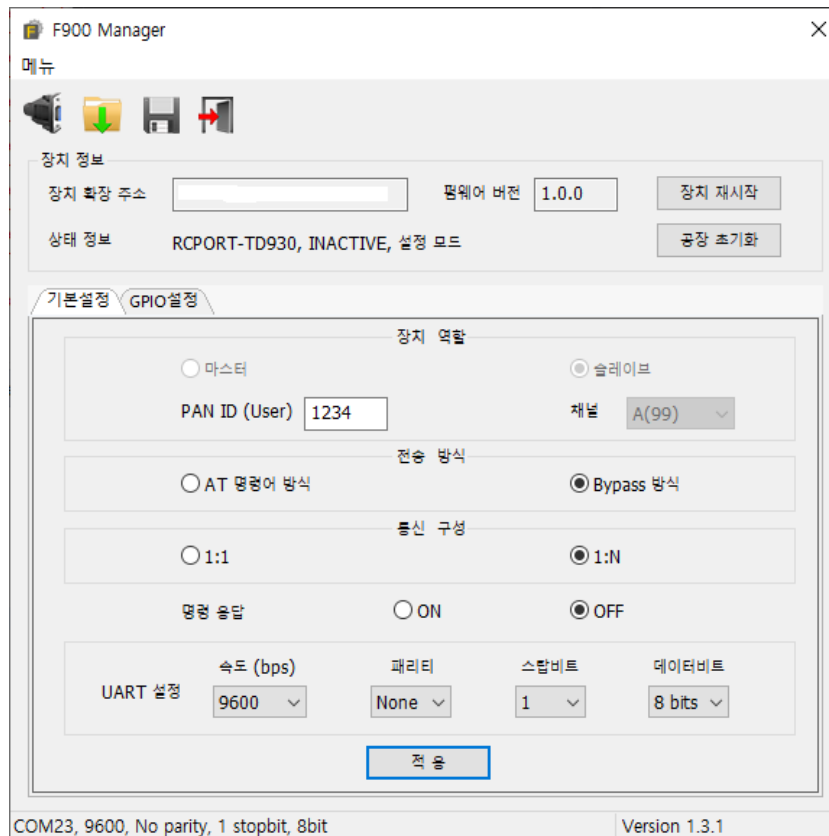 F900 Manager
메뉴
장치 정보
장치 확장 주소 펌웨어 버전 1.0.0 장치 재시작
상태 정보 RCPORT-TD930, INACTIVE, 설정 모드 공장 초기화
기본설정 GPIO설정
장치 역할
마스터 슬레이브
PAN ID (User) 1234 채널 A(99)
전송 방식
AT 명령어 방식 Bypass 방식
통신 구성
1:1 1:N
명령 응답 ON OFF
속도 (bps) 패리티 스탑비트 데이터비트
UART 설정 9600 None 1 8 bits
적 용
COM23, 9600, No parity, 1 stopbit, 8bit Version 1.3.1